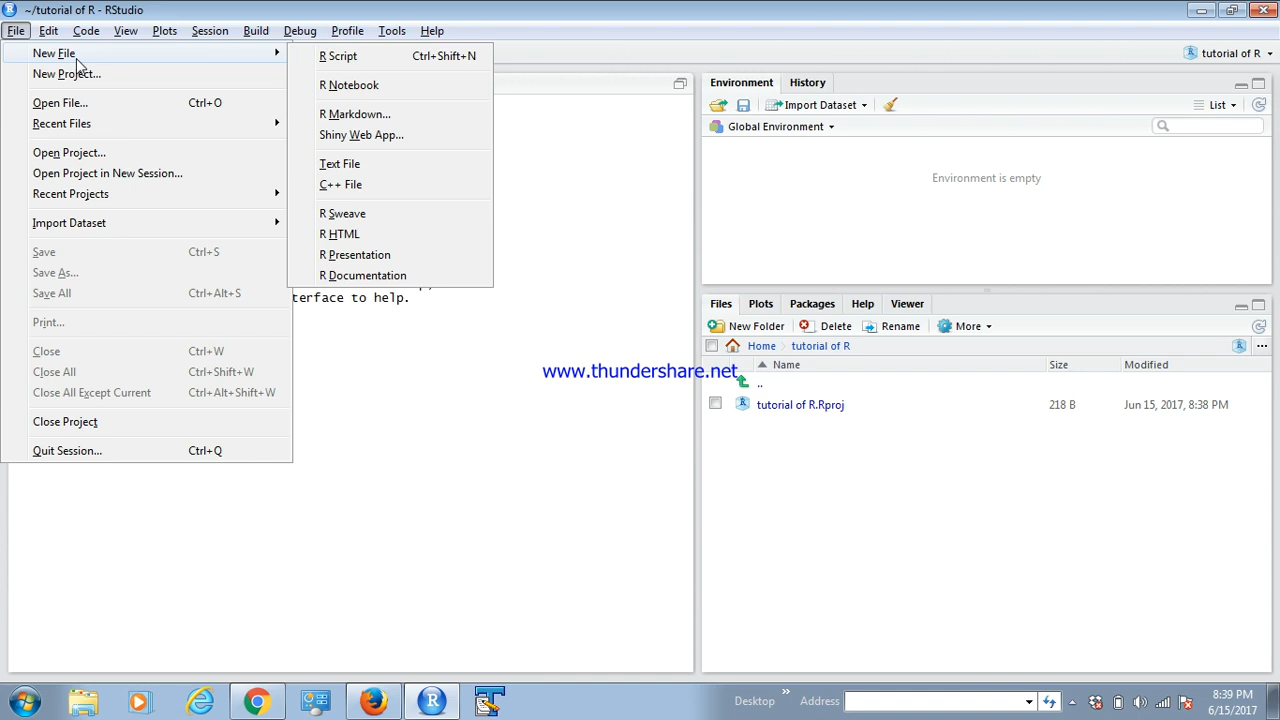 ~/tutorial of R - RStudio
File Edit Code View Plots Session Build Debug Profile Tools Help
New File
New Project...
Open File... Ctrl+O
Recent Files
Open Project...
Open Project in New Session...
Recent Projects
Import Dataset
Save Ctrl+S
Save As...
Save All Ctrl+Alt+S
Print...
Close Ctrl+W
Close All Ctrl+Shift+W
Close All Except Current Ctrl+Alt+Shift+W
Close Project
Quit Session... Ctrl+Q
R Script Ctrl+Shift+N
R Notebook
R Markdown...
Shiny Web App...
Text File
C++ File
R Sweave
R HTML
R Presentation
R Documentation
terface to help.
tutorial of R
Environment History
Import Dataset List
Global Environment
Environment is empty
Files Plots Packages Help Viewer
New Folder Delete Rename More
Home tutorial of R
Name Size Modified
..
tutorial of R.Rproj 218 B Jun 15, 2017, 8:38 PM
www.thundershare.net
Desktop » Address
8:39 PM
6/15/2017